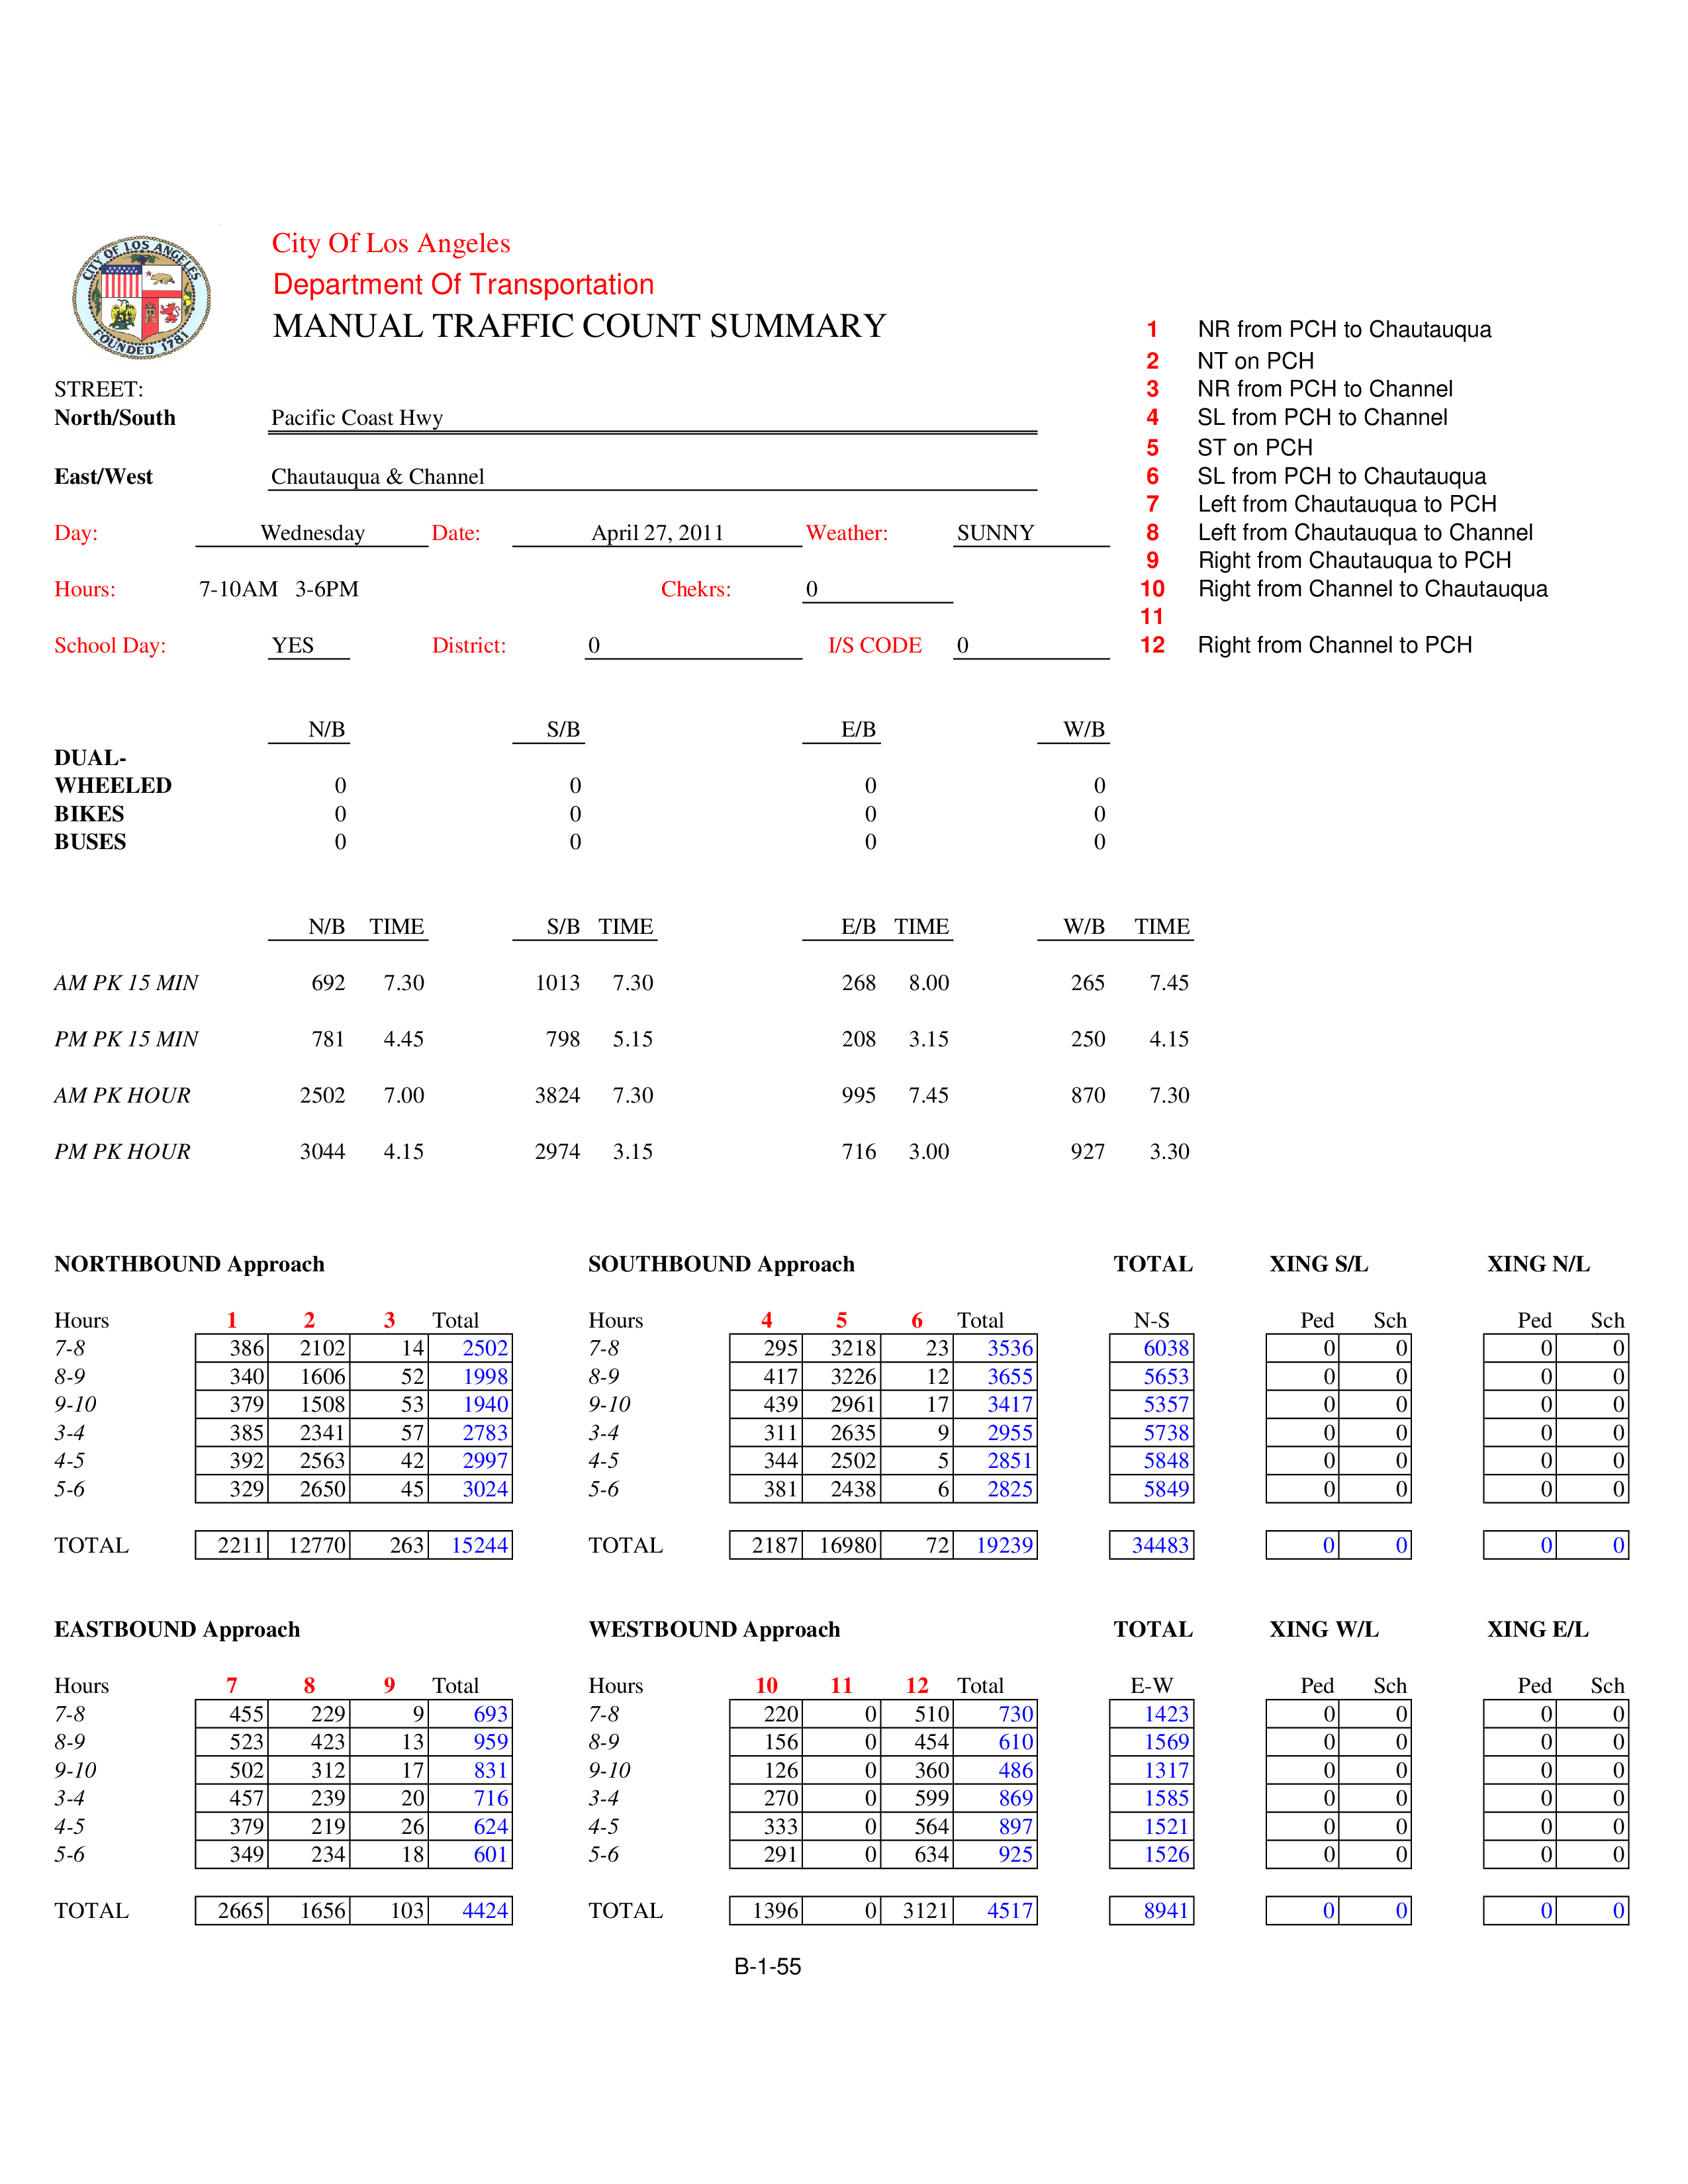 CITY OF LOS ANGELES
FOUNDED 1781
City Of Los Angeles
Department Of Transportation
MANUAL TRAFFIC COUNT SUMMARY
1 NR from PCH to Chautauqua
2 NT on PCH
3 NR from PCH to Channel
4 SL from PCH to Channel
5 ST on PCH
6 SL from PCH to Chautauqua
7 Left from Chautauqua to PCH
8 Left from Chautauqua to Channel
9 Right from Chautauqua to PCH
10 Right from Channel to Chautauqua
11
12 Right from Channel to PCH
STREET:
North/South Pacific Coast Hwy
East/West Chautauqua & Channel
Day: Wednesday Date: April 27, 2011 Weather: SUNNY
Hours: 7-10AM 3-6PM Chekrs: 0
School Day: YES District: 0 I/S CODE 0
N/B S/B E/B W/B
DUAL-
WHEELED 0 0 0 0
BIKES 0 0 0 0
BUSES 0 0 0 0
N/B TIME S/B TIME E/B TIME W/B TIME
AM PK 15 MIN 692 7.30 1013 7.30 268 8.00 265 7.45
PM PK 15 MIN 781 4.45 798 5.15 208 3.15 250 4.15
AM PK HOUR 2502 7.00 3824 7.30 995 7.45 870 7.30
PM PK HOUR 3044 4.15 2974 3.15 716 3.00 927 3.30
NORTHBOUND Approach SOUTHBOUND Approach TOTAL XING S/L XING N/L
Hours 1 2 3 Total Hours 4 5 6 Total N-S Ped Sch Ped Sch
7-8 386 2102 14 2502 7-8 295 3218 23 3536 6038 0 0 0 0
8-9 340 1606 52 1998 8-9 417 3226 12 3655 5653 0 0 0 0
9-10 379 1508 53 1940 9-10 439 2961 17 3417 5357 0 0 0 0
3-4 385 2341 57 2783 3-4 311 2635 9 2955 5738 0 0 0 0
4-5 392 2563 42 2997 4-5 344 2502 5 2851 5848 0 0 0 0
5-6 329 2650 45 3024 5-6 381 2438 6 2825 5849 0 0 0 0
TOTAL 2211 12770 263 15244 TOTAL 2187 16980 72 19239 34483 0 0 0 0
EASTBOUND Approach WESTBOUND Approach TOTAL XING W/L XING E/L
Hours 7 8 9 Total Hours 10 11 12 Total E-W Ped Sch Ped Sch
7-8 455 229 9 693 7-8 220 0 510 730 1423 0 0 0 0
8-9 523 423 13 959 8-9 156 0 454 610 1569 0 0 0 0
9-10 502 312 17 831 9-10 126 0 360 486 1317 0 0 0 0
3-4 457 239 20 716 3-4 270 0 599 869 1585 0 0 0 0
4-5 379 219 26 624 4-5 333 0 564 897 1521 0 0 0 0
5-6 349 234 18 601 5-6 291 0 634 925 1526 0 0 0 0
TOTAL 2665 1656 103 4424 TOTAL 1396 0 3121 4517 8941 0 0 0 0
B-1-55